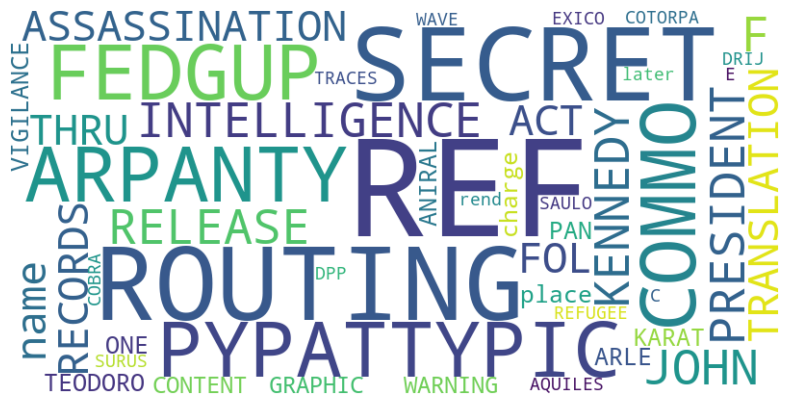 ASSASSINATION
WAVE
EXICO
COTORPA
F
FEDGUP
SECRET
DRIJ
E
TRACES
later
VIGILANCE
THRU
INTELLIGENCE
ACT
ARPANTY
REF
ANIRAL
charge
rend
SAULO
KENNEDY
COMMO
PRESIDENT
TRANSLATION
RELEASE
PAN
FOL
RECORDS
name
COBRA
ROUTING
DPP
place
C
REFUGEE
ONE
SURUS
PYPATTYPIC
KARAT
ARLE
JOHN
TEODORO
CONTENT
GRAPHIC
WARNING
AQUILES